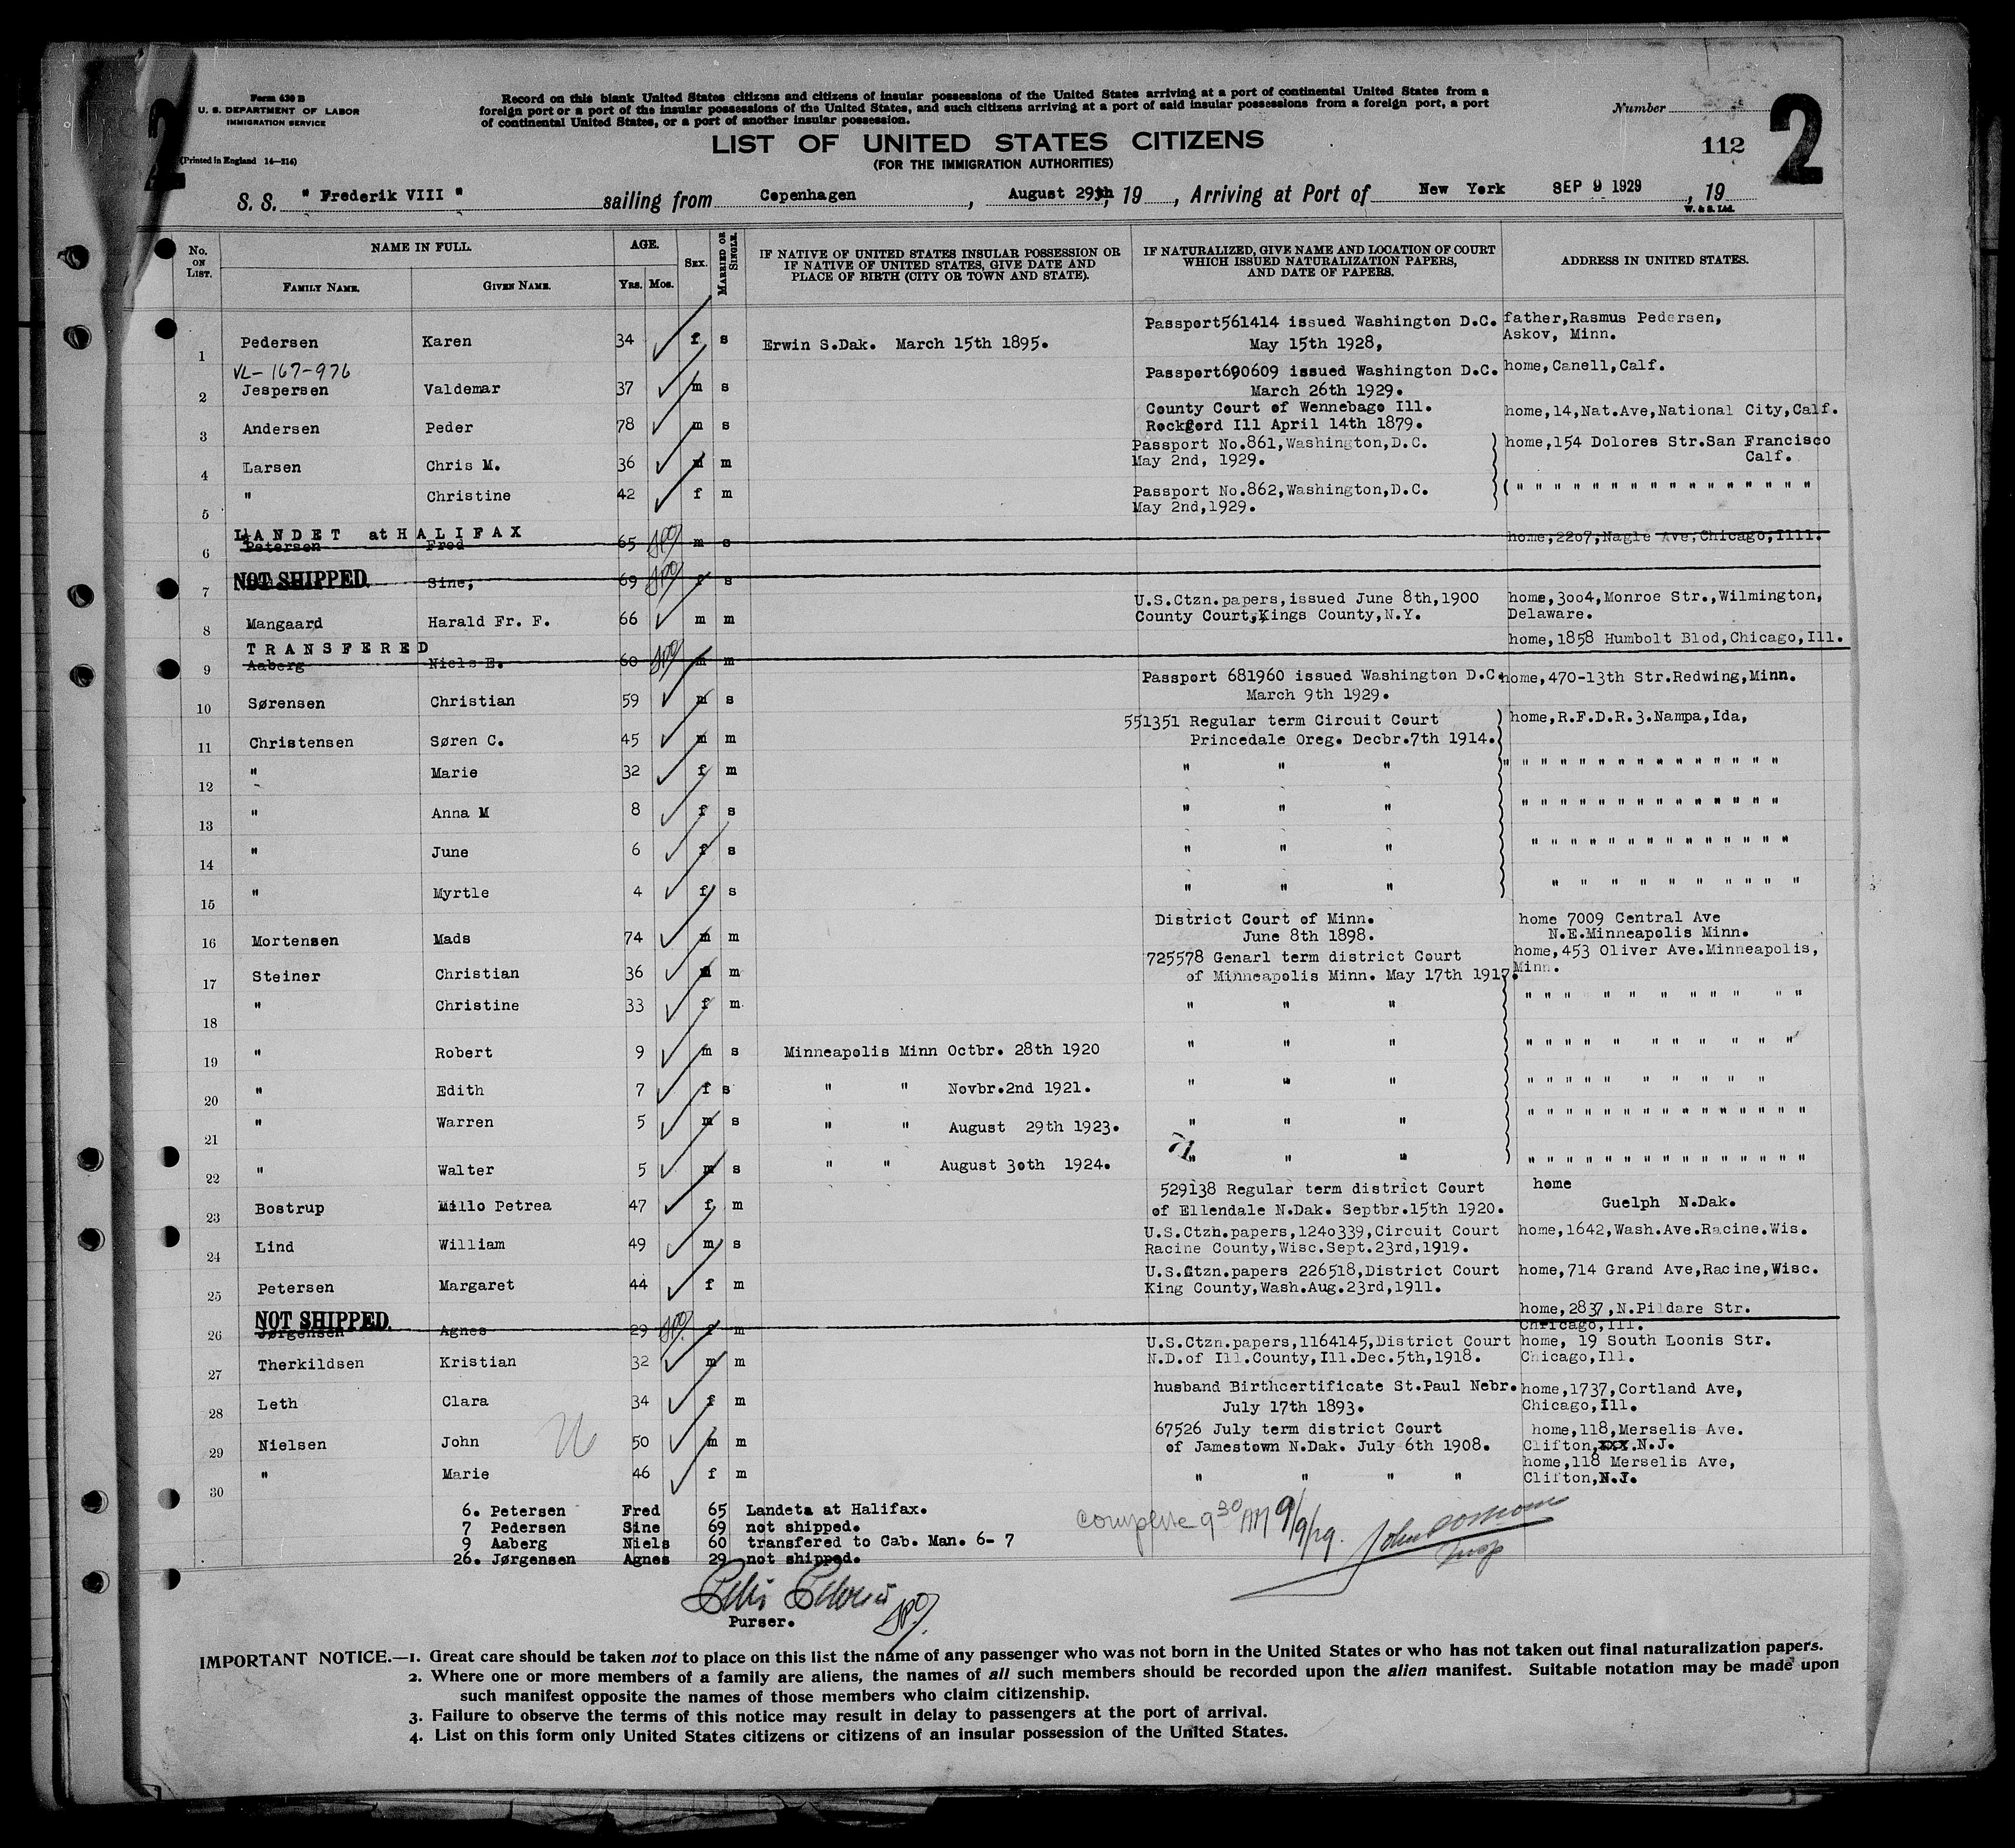 Form 630 B
U. S. DEPARTMENT OF LABOR
IMMIGRATION SERVICE
(Printed in England 14—214)
2
Record on this blank United States citizens and citizens of insular possessions of the United States arriving at a port of continental United States from a
foreign port or a port of the insular possessions of the United States, and such citizens arriving at a port of said insular possessions from a foreign port, a port
of continental United States, or a port of another insular possession.
LIST OF UNITED STATES CITIZENS
(FOR THE IMMIGRATION AUTHORITIES)
Number
112
2
S. S. " Frederik VIII " sailing from Copenhagen , August 29th, 19 , Arriving at Port of New York SEP 9 1929 , 19
W. & S. Ltd.
No. ON LIST. NAME IN FULL. AGE. SEX. MARRIED OR SINGLE. IF NATIVE OF UNITED STATES INSULAR POSSESSION OR IF NATIVE OF UNITED STATES, GIVE DATE AND PLACE OF BIRTH (CITY OR TOWN AND STATE). IF NATURALIZED, GIVE NAME AND LOCATION OF COURT WHICH ISSUED NATURALIZATION PAPERS, AND DATE OF PAPERS. ADDRESS IN UNITED STATES.
FAMILY NAME. GIVEN NAME. YRS. MOS.
Passport561414 issued Washington D.C. father,Rasmus Pedersen,
1 Pedersen Karen 34 f s Erwin S.Dak. March 15th 1895. May 15th 1928, Askov, Minn.
VL-167-976
Passport690609 issued Washington D.C. home,Canell,Calf.
2 Jespersen Valdemar 37 m s March 26th 1929.
County Court of Wennebago Ill. home,14,Nat.Ave,National City,Calf.
3 Andersen Peder 78 m s Rockford Ill April 14th 1879.
Passport No.861,Washington,D.C. home,154 Dolores Str.San Francisco
4 Larsen Chris M. 36 m m May 2nd, 1929. Calf.
5 " Christine 42 f m Passport No.862,Washington,D.C. " " " " " " " " " " " " " " " "
May 2nd,1929.
LANDET at HALIFAX
6 Petersen Fred 65 m s home,22o7,Nagle Ave,Chicago,Illl.
7 NOT SHIPPED. Sine, 69 f s
U.S.Ctzn.papers,issued June 8th,1900 home,3oo4,Monroe Str.,Wilmington,
8 Mangaard Harald Fr. F. 66 m m County Court,Kings County,N.Y. Delaware.
TRANSFERED home,1858 Humbolt Blod,Chicago,Ill.
9 Aaberg Niels E. 60 m m
Passport 681960 issued Washington D.C. home,470-13th Str.Redwing,Minn.
10 Sørensen Christian 59 m s March 9th 1929.
551351 Regular term Circuit Court home,R.F.D.R.3.Nampa,Ida,
11 Christensen Søren C. 45 m m Princedale Oreg. Decbr.7th 1914.
12 " Marie 32 f m " " " " " " " " " " " " " " " " " "
13 " Anna M 8 f s " " " " " " " " " " " " " " " " "
14 " June 6 f s " " " " " " " " " " " " " " " " "
15 " Myrtle 4 f s " " " " " " " " " " " "
District Court of Minn. home 7009 Central Ave
16 Mortensen Mads 74 m m June 8th 1898. N.E.Minneapolis Minn.
725578 Genarl term district Court home,453 Oliver Ave.Minneapolis,
17 Steiner Christian 36 m m of Minneapolis Minn. May 17th 1917. Minn.
18 " Christine 33 f m " " " " " " " " " " " " " "
19 " Robert 9 m s Minneapolis Minn Octbr. 28th 1920 " " " " " " " " " " " " " " "
20 " Edith 7 f s " " Novbr.2nd 1921. " " " " " " " " " " " " " "
21 " Warren 5 m s " " August 29th 1923. " " " " " " " " " " " " " " " " " "
22 " Walter 5 m s " " August 3oth 1924. " " " " " " " " " " " " " " " " " "
529138 Regular term district Court home
23 Bostrup Millo Petrea 47 f m of Ellendale N.Dak. Septbr.15th 1920. Guelph N.Dak.
U.S.Ctzn.papers,124o339,Circuit Court home,1642,Wash.Ave.Racine.Wis.
24 Lind William 49 m s Racine County,Wisc.Sept.23rd,1919.
U.S.Ctzn.papers 226518,District Court home,714 Grand Ave,Racine,Wisc.
25 Petersen Margaret 44 f m King County,Wash.Aug.23rd,1911.
NOT SHIPPED. home,2837,N.Pildare Str.
26 Jørgensen Agnes 29 f m Chricago,Ill.
U.S.Ctzn.papers,1164145,District Court home, 19 South Loonis Str.
27 Therkildsen Kristian 32 m m N.D.of Ill.County,Ill.Dec.5th,1918. Chicago,Ill.
husband Birthcertificate St.Paul Nebr. home,1737,Cortland Ave,
28 Leth Clara 34 f m July 17th 1893. Chicago,Ill.
67526 July term district Court home,118,Merselis Ave.
29 Nielsen John 50 m m of Jamestown N.Dak. July 6th 1908. Clifton,xxx.N.J.
home,118 Merselis Ave,
30 " Marie 46 f m " " " " Clifton,N.J.
6. Petersen Fred 65 Landeta at Halifax.
7 Pedersen Sine 69 not shipped.
9 Aaberg Niels 60 transfered to Cab. Man. 6- 7
26. Jørgensen Agnes 29 not shipped.
complete 9 30 AM 9/9/29.
Insp
Purser.
IMPORTANT NOTICE.—1. Great care should be taken not to place on this list the name of any passenger who was not born in the United States or who has not taken out final naturalization papers.
2. Where one or more members of a family are aliens, the names of all such members should be recorded upon the alien manifest. Suitable notation may be made upon
such manifest opposite the names of those members who claim citizenship.
3. Failure to observe the terms of this notice may result in delay to passengers at the port of arrival.
4. List on this form only United States citizens or citizens of an insular possession of the United States.